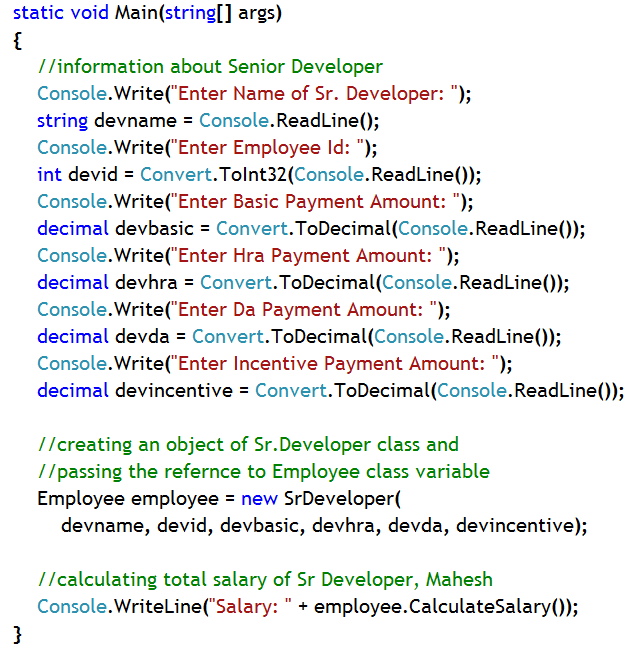 static void Main(string[] args)
{
//information about Senior Developer
Console.Write("Enter Name of Sr. Developer: ");
string devname = Console.ReadLine();
Console.Write("Enter Employee Id: ");
int devid = Convert.ToInt32(Console.ReadLine());
Console.Write("Enter Basic Payment Amount: ");
decimal devbasic = Convert.ToDecimal(Console.ReadLine());
Console.Write("Enter Hra Payment Amount: ");
decimal devhra = Convert.ToDecimal(Console.ReadLine());
Console.Write("Enter Da Payment Amount: ");
decimal devda = Convert.ToDecimal(Console.ReadLine());
Console.Write("Enter Incentive Payment Amount: ");
decimal devincentive = Convert.ToDecimal(Console.ReadLine());
//creating an object of Sr.Developer class and
//passing the refernce to Employee class variable
Employee employee = new SrDeveloper(
devname, devid, devbasic, devhra, devda, devincentive);
//calculating total salary of Sr Developer, Mahesh
Console.WriteLine("Salary: " + employee.CalculateSalary());
}